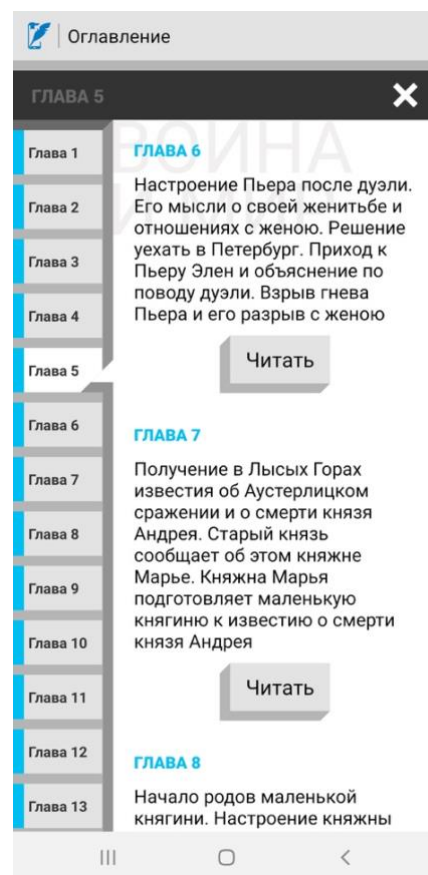 Оглавление
ГЛАВА 5
ВОЙНА
И МИР
Глава 1
Глава 2
Глава 3
Глава 4
Глава 5
Глава 6
Глава 7
Глава 8
Глава 9
Глава 10
Глава 11
Глава 12
Глава 13
ГЛАВА 6
Настроение Пьера после дуэли.
Его мысли о своей женитьбе и
отношениях с женою. Решение
уехать в Петербург. Приход к
Пьеру Элен и объяснение по
поводу дуэли. Взрыв гнева
Пьера и его разрыв с женою
Читать
ГЛАВА 7
Получение в Лысых Горах
известия об Аустерлицком
сражении и о смерти князя
Андрея. Старый князь
сообщает об этом княжне
Марье. Княжна Марья
подготовляет маленькую
княгиню к известию о смерти
князя Андрея
Читать
ГЛАВА 8
Начало родов маленькой
княгини. Настроение княжны